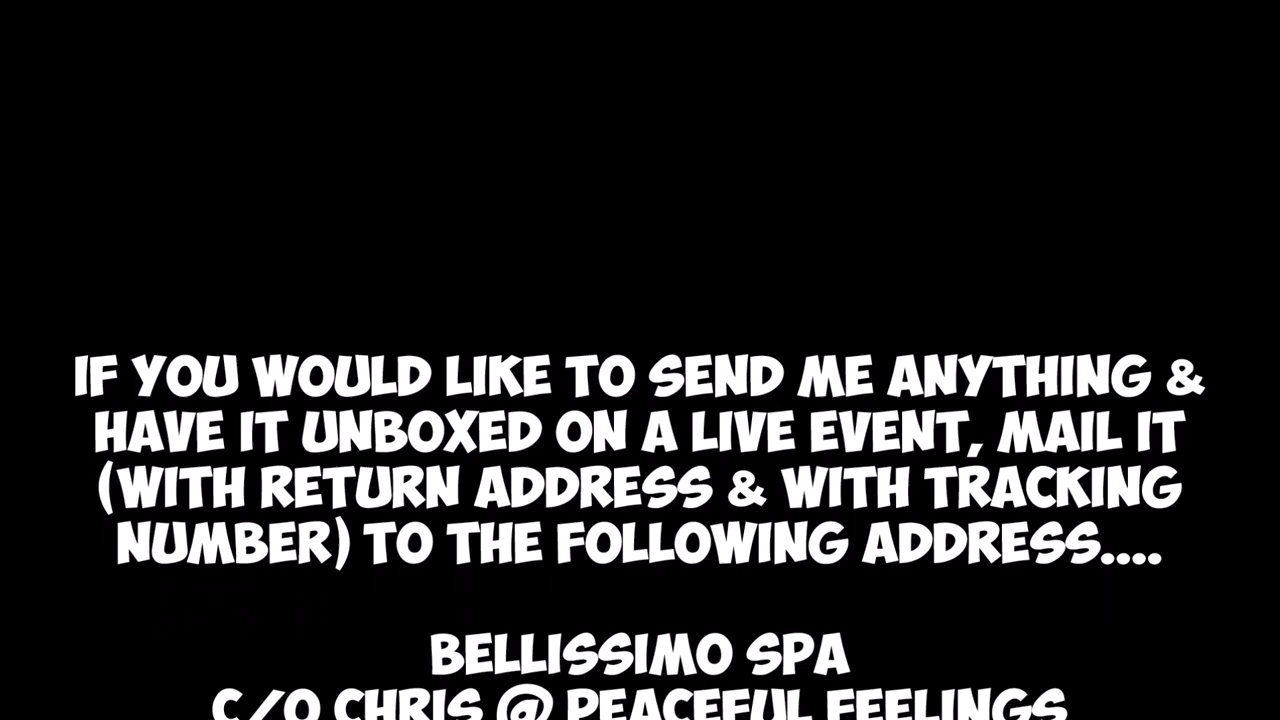 IF YOU WOULD LIKE TO SEND ME ANYTHING &
HAVE IT UNBOXED ON A LIVE EVENT, MAIL IT
(WITH RETURN ADDRESS & WITH TRACKING
NUMBER) TO THE FOLLOWING ADDRESS....
BELLISSIMO SPA
C/O CHRIS @ PEACEFUL FEELINGS